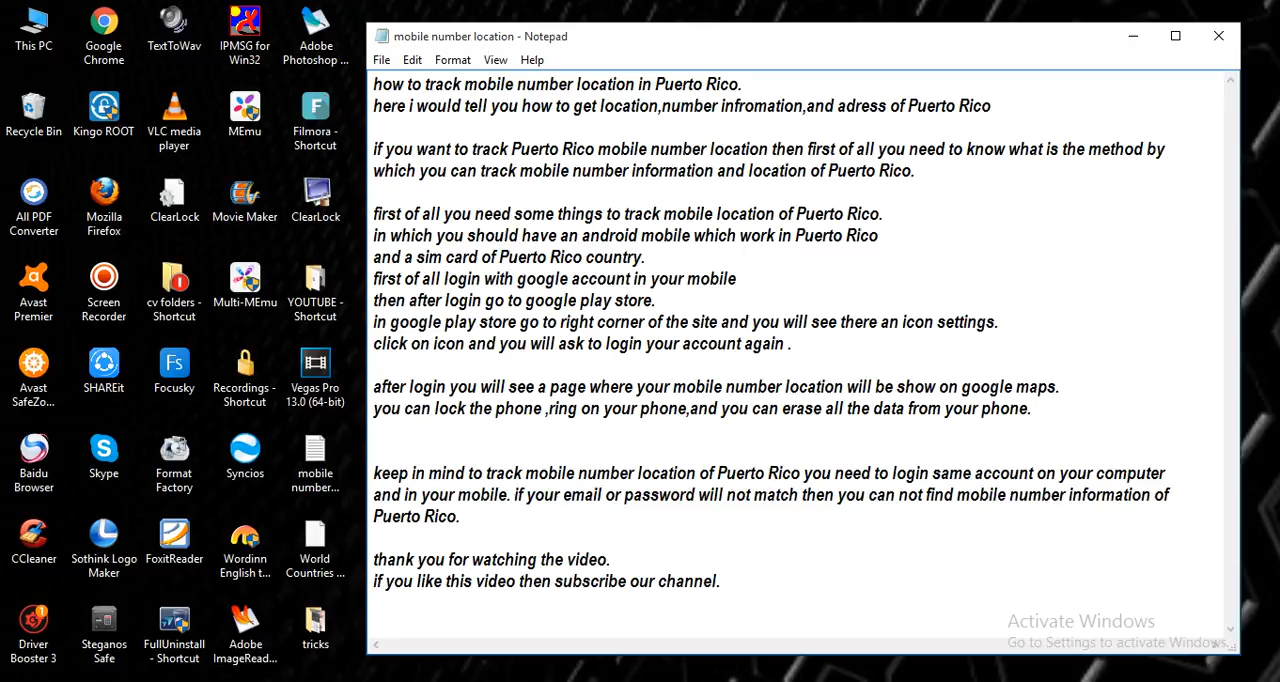 This PC
Google
Chrome
TextToWav
IPMSG for
Win32
Adobe
Photoshop ...
Recycle Bin
Kingo ROOT
VLC media
player
MEmu
Filmora -
Shortcut
All PDF
Converter
Mozilla
Firefox
ClearLock
Movie Maker
ClearLock
Avast
Premier
Screen
Recorder
cv folders -
Shortcut
Multi-MEmu
YOUTUBE -
Shortcut
Avast
SafeZo...
SHAREit
Fs
Focusky
Recordings -
Shortcut
Vegas Pro
13.0 (64-bit)
Baidu
Browser
Skype
Format
Factory
Syncios
mobile
number...
CCleaner
Sothink Logo
Maker
FoxitReader
Wordinn
English t...
World
Countries ...
Driver
Booster 3
Steganos
Safe
FullUninstall
- Shortcut
Adobe
ImageRead...
tricks
mobile number location - Notepad
File Edit Format View Help
how to track mobile number location in Puerto Rico.
here i would tell you how to get location,number infromation,and adress of Puerto Rico
if you want to track Puerto Rico mobile number location then first of all you need to know what is the method by
which you can track mobile number information and location of Puerto Rico.
first of all you need some things to track mobile location of Puerto Rico.
in which you should have an android mobile which work in Puerto Rico
and a sim card of Puerto Rico country.
first of all login with google account in your mobile
then after login go to google play store.
in google play store go to right corner of the site and you will see there an icon settings.
click on icon and you will ask to login your account again .
after login you will see a page where your mobile number location will be show on google maps.
you can lock the phone ,ring on your phone,and you can erase all the data from your phone.
keep in mind to track mobile number location of Puerto Rico you need to login same account on your computer
and in your mobile. if your email or password will not match then you can not find mobile number information of
Puerto Rico.
thank you for watching the video.
if you like this video then subscribe our channel.
Activate Windows
Go to Settings to activate Windows.